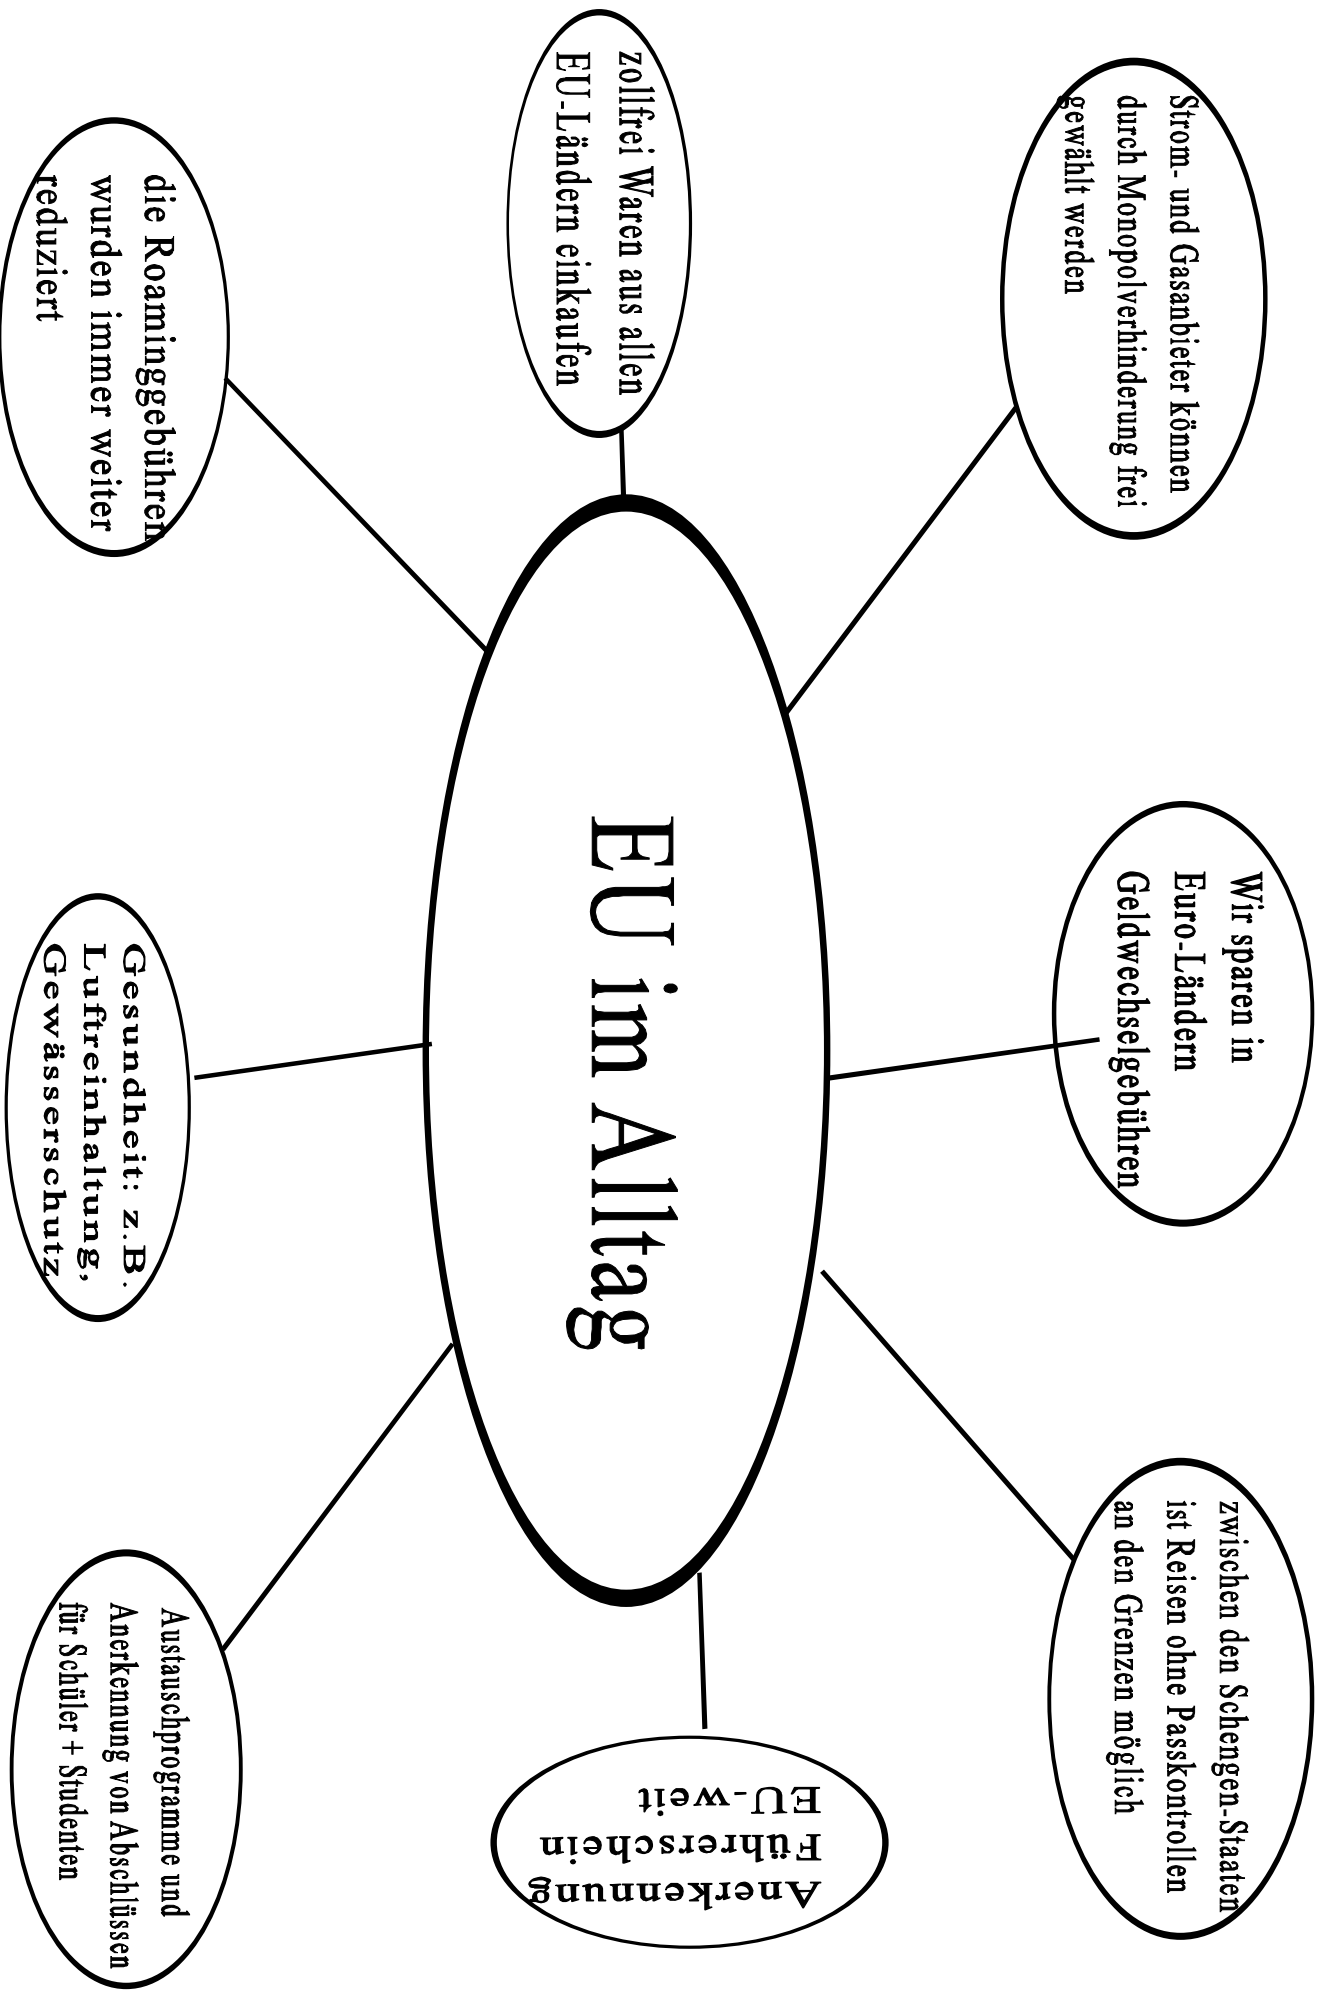 EU im Alltag
Strom- und Gasanbieter können
durch Monopolverhinderung frei
gewählt werden
Wir sparen in
Euro-Ländern
Geldwechselgebühren
zwischen den Schengen-Staaten
ist Reisen ohne Passkontrollen
an den Grenzen möglich
zollfrei Waren aus allen
EU-Ländern einkaufen
Anerkennung
Führerschein
EU-weit
die Roaminggebühren
wurden immer weiter
reduziert
Gesundheit: z.B.
Luftreinhaltung,
Gewässerschutz
Austauschprogramme und
Anerkennung von Abschlüssen
für Schüler + Studenten